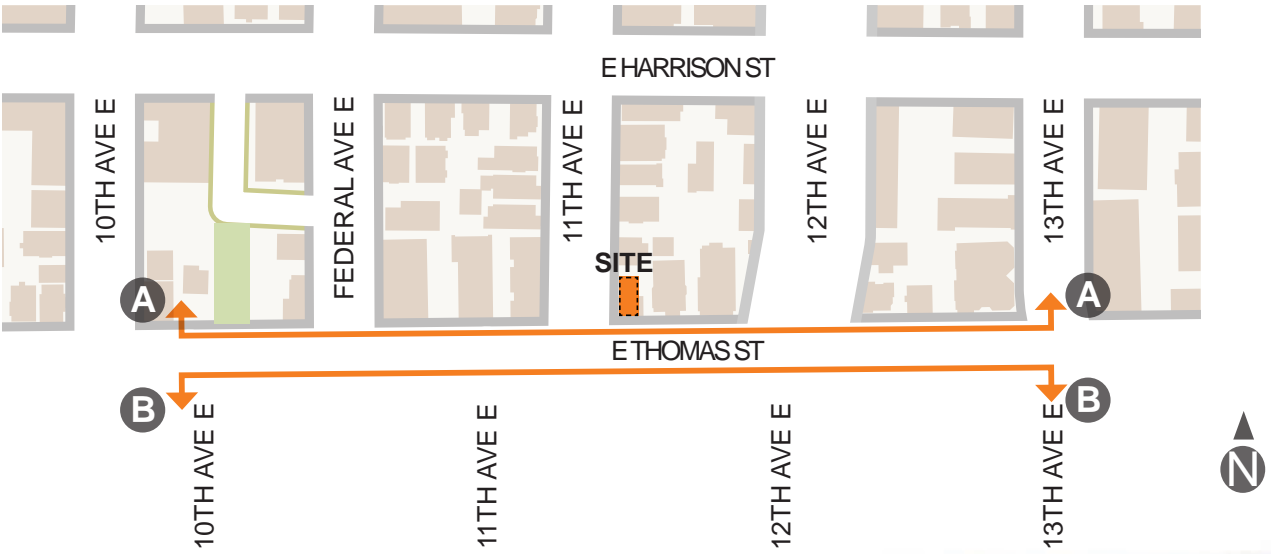 E HARRISON ST
10TH AVE E
FEDERAL AVE E
11TH AVE E
12TH AVE E
13TH AVE E
SITE
A
A
E THOMAS ST
B
B
10TH AVE E
11TH AVE E
12TH AVE E
13TH AVE E
N